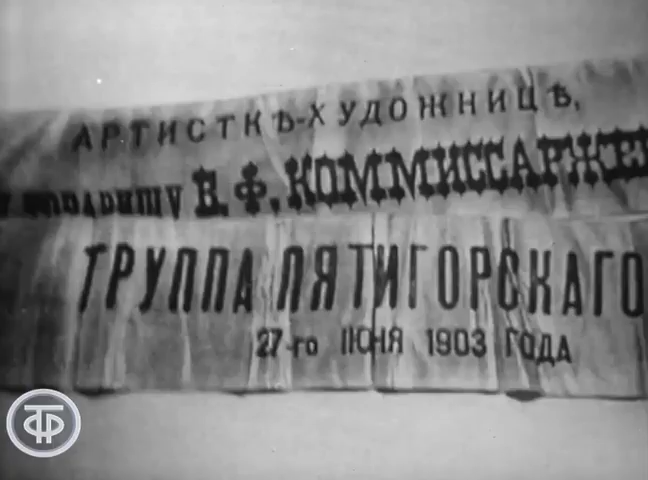 АРТИСТКѢ-ХУДОЖНИЦѢ,
В. Ф. КОММИССАРЖЕ
ТРУППА ПЯТИГОРСКАГО
27-го ІЮНЯ 1903 ГОДА